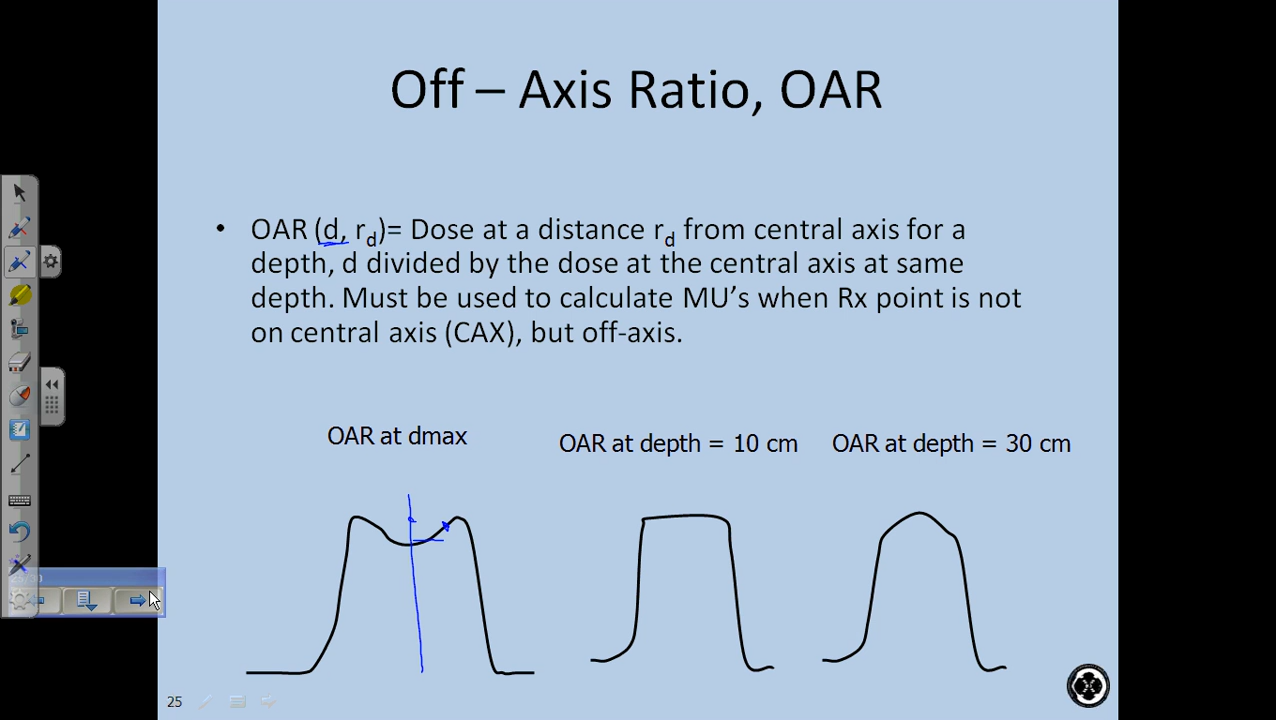 Off – Axis Ratio, OAR
• OAR (d, rd)= Dose at a distance rd from central axis for a
depth, d divided by the dose at the central axis at same
depth. Must be used to calculate MU’s when Rx point is not
on central axis (CAX), but off-axis.
OAR at dmax
OAR at depth = 10 cm
OAR at depth = 30 cm
25/30
25